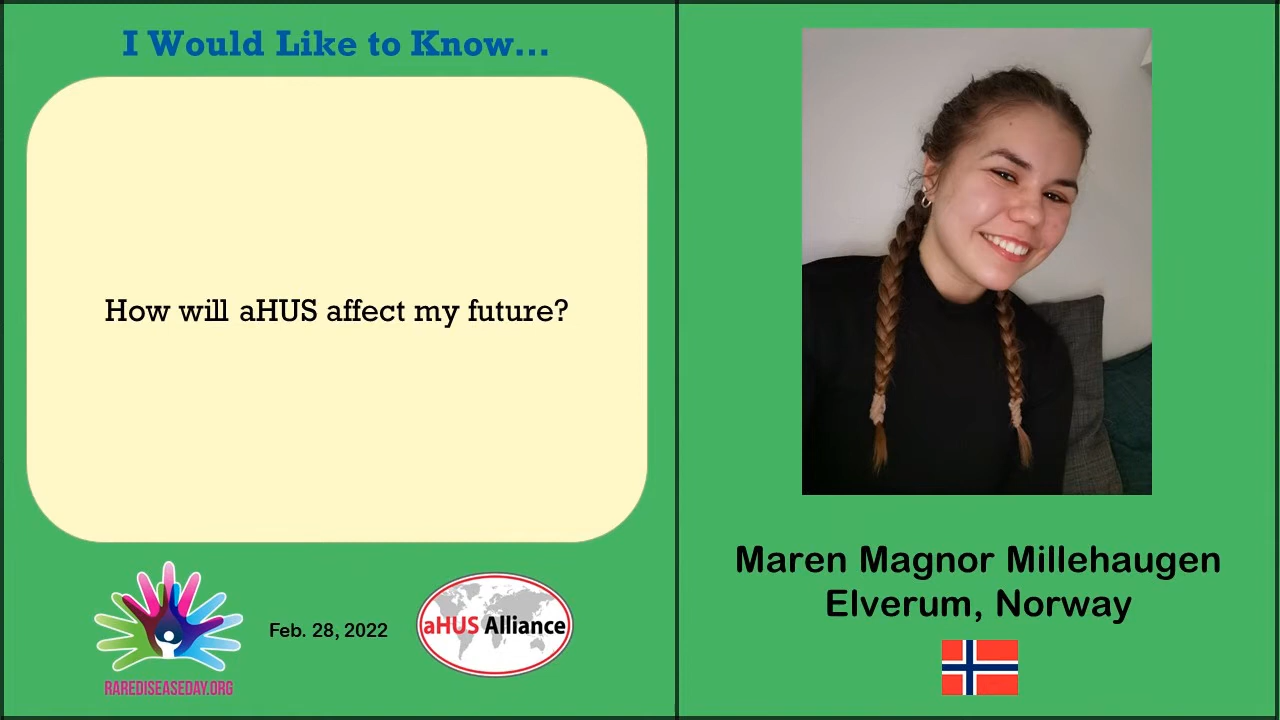 I Would Like to Know...
How will aHUS affect my future?
RAREDISEASEDAY.ORG
Feb. 28, 2022
aHUS Alliance
Maren Magnor Millehaugen
Elverum, Norway